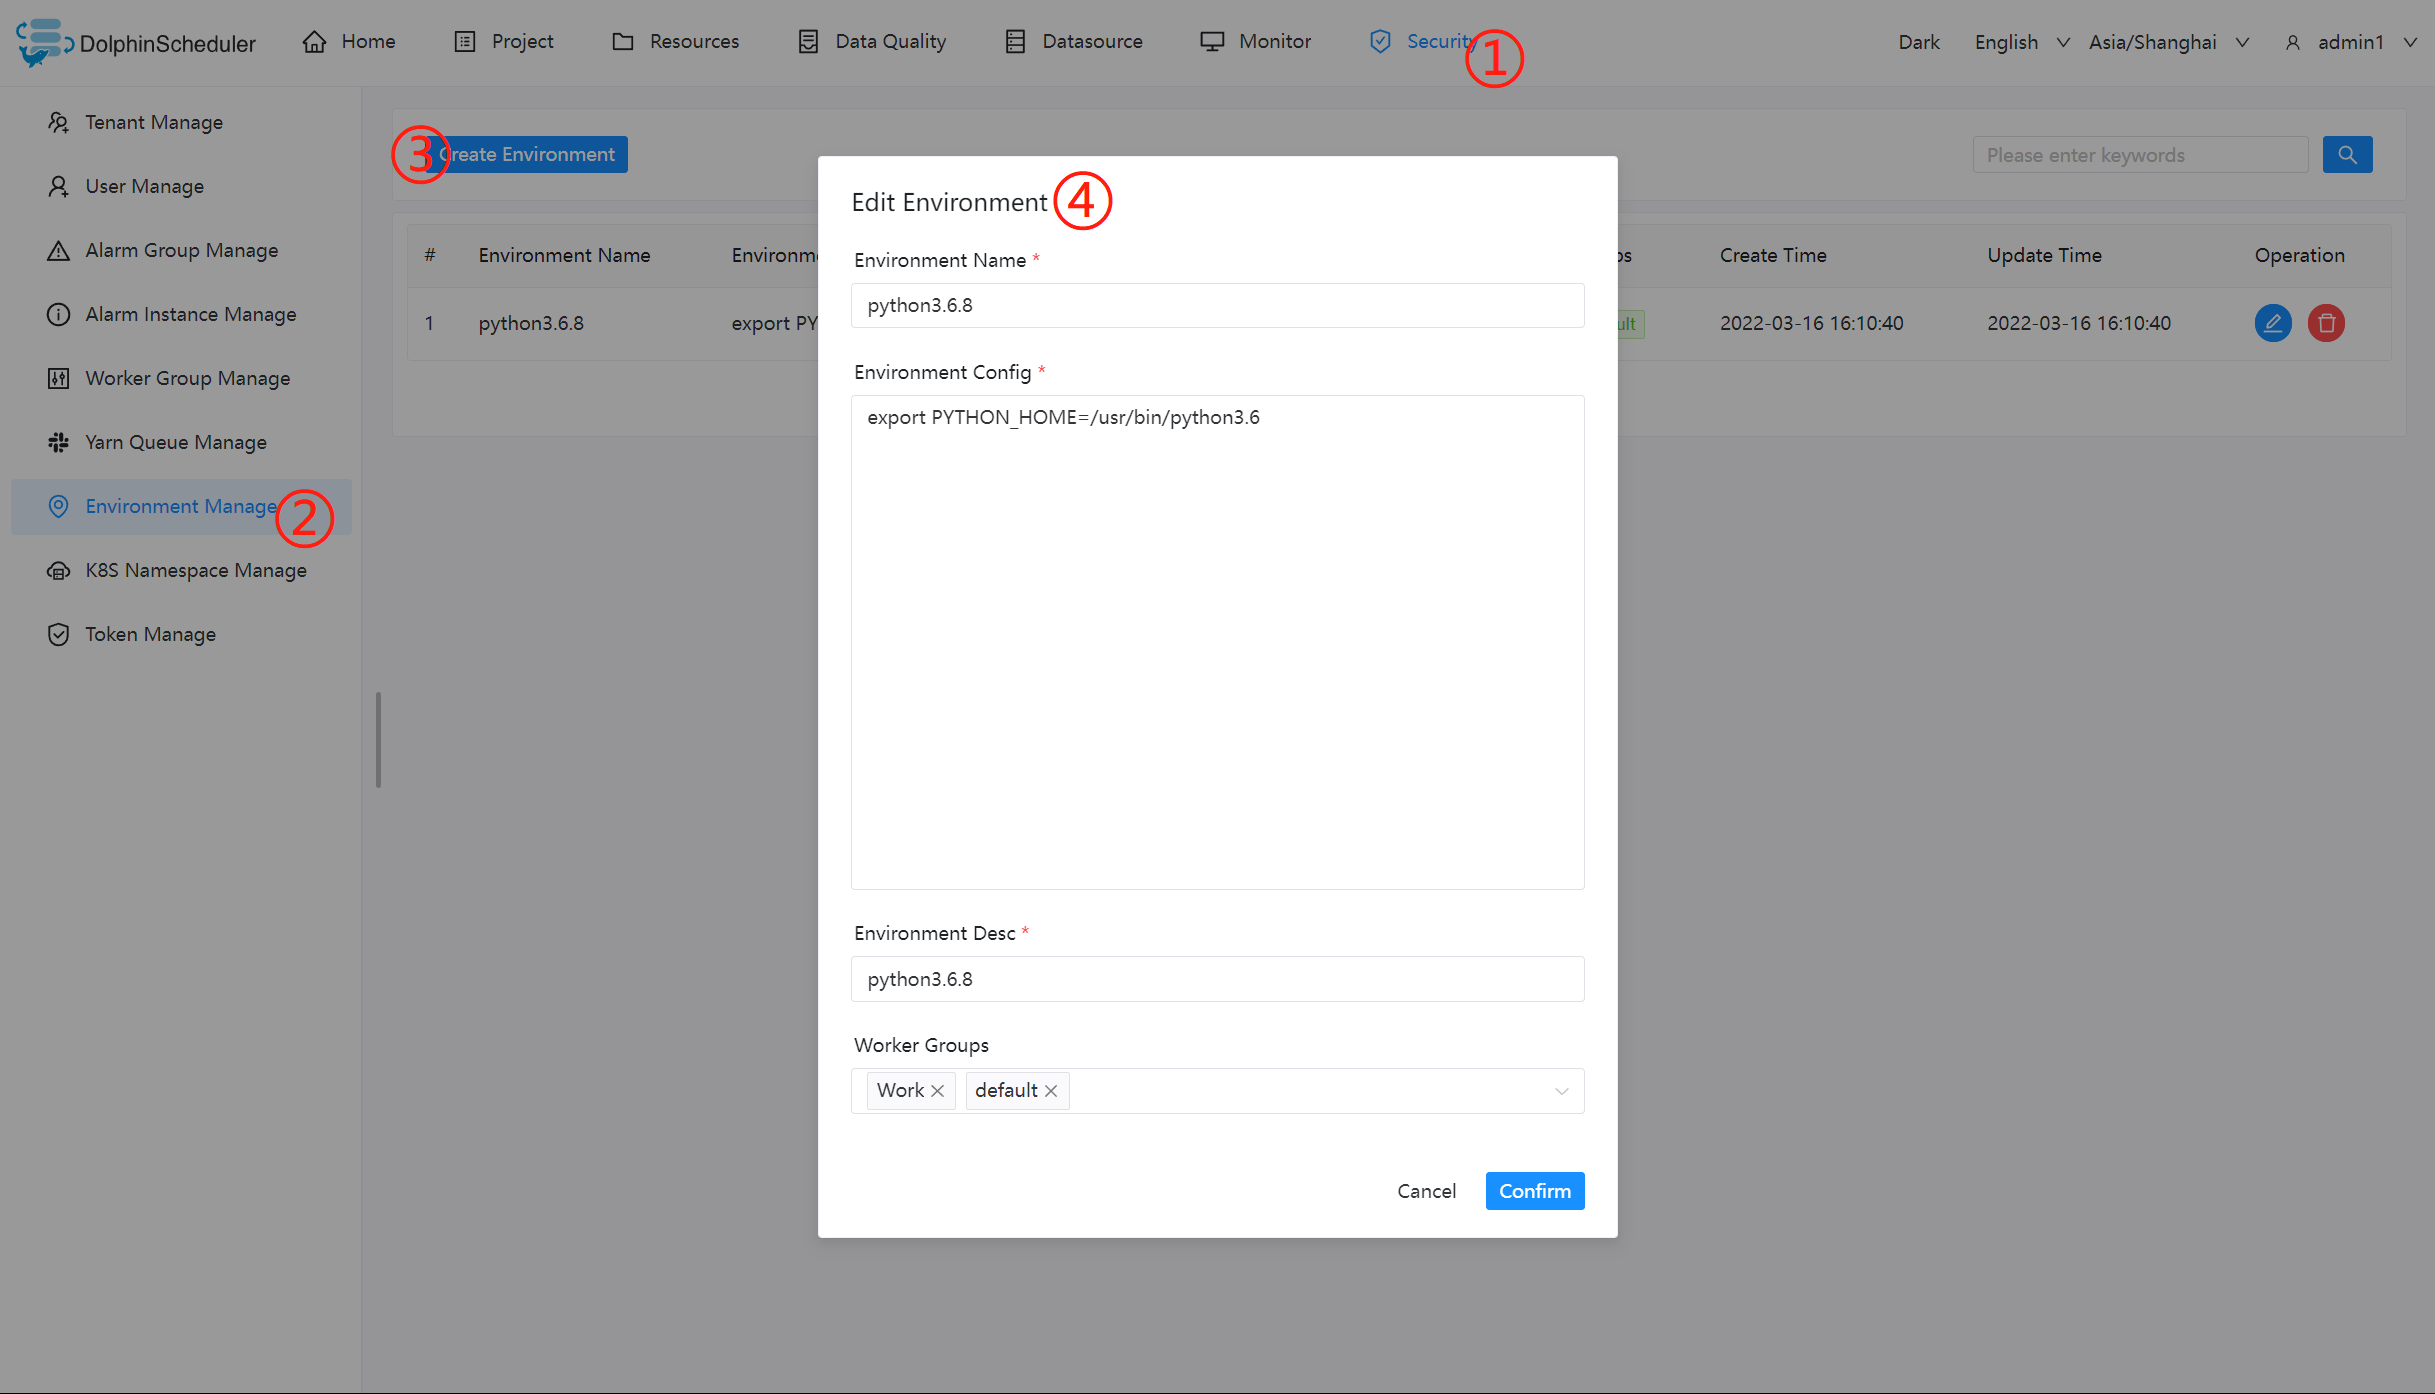 DolphinScheduler Home Project Resources Data Quality Datasource Monitor Security ① Dark English Asia/Shanghai admin1
Tenant Manage
User Manage
Alarm Group Manage
Alarm Instance Manage
Worker Group Manage
Yarn Queue Manage
Environment Manage ②
K8S Namespace Manage
Token Manage
③ Create Environment
Please enter keywords
# Environment Name Create Time Update Time Operation
1 python3.6.8 export 2022-03-16 16:10:40 2022-03-16 16:10:40
Edit Environment ④
Environment Name *
python3.6.8
Environment Config *
export PYTHON_HOME=/usr/bin/python3.6
Environment Desc *
python3.6.8
Worker Groups
Work default
Cancel Confirm